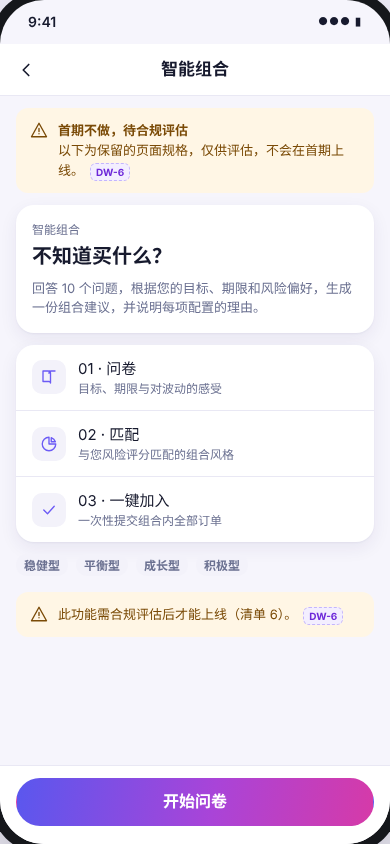 9:41
智能组合
首期不做，待合规评估
以下为保留的页面规格，仅供评估，不会在首期上
线。 DW-6
智能组合
不知道买什么？
回答 10 个问题，根据您的目标、期限和风险偏好，生成
一份组合建议，并说明每项配置的理由。
01 · 问卷
目标、期限与对波动的感受
02 · 匹配
与您风险评分匹配的组合风格
03 · 一键加入
一次性提交组合内全部订单
稳健型 平衡型 成长型 积极型
此功能需合规评估后才能上线（清单 6）。 DW-6
开始问卷